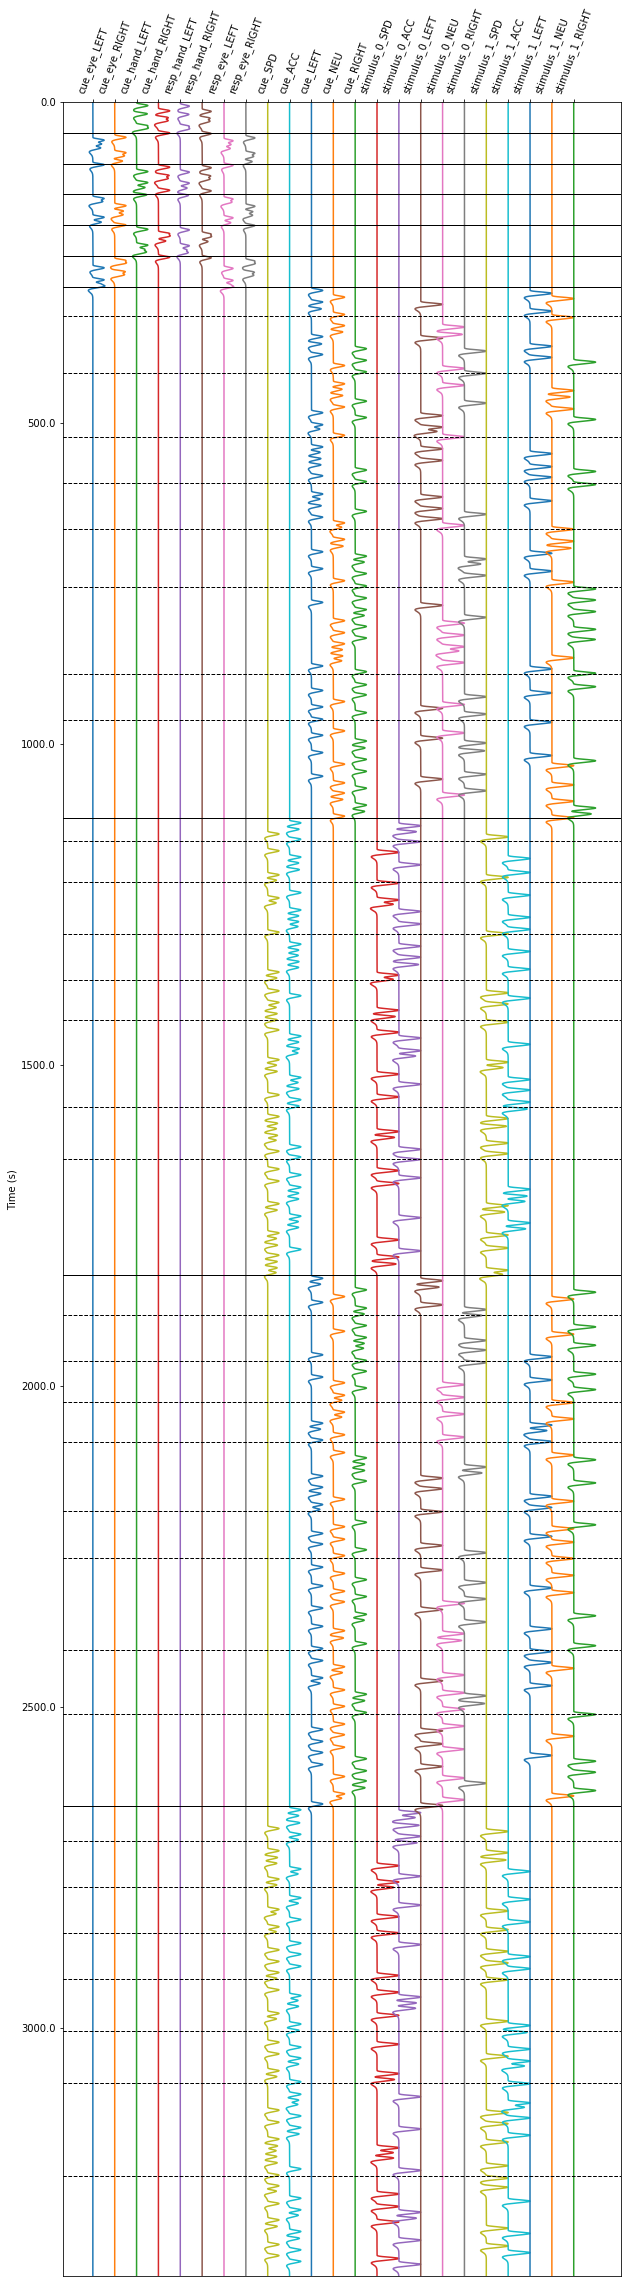 cue_eye_LEFT
cue_eye_RIGHT
cue_hand_LEFT
cue_hand_RIGHT
resp_hand_LEFT
resp_hand_RIGHT
resp_eye_LEFT
resp_eye_RIGHT
cue_SPD
cue_ACC
cue_LEFT
cue_NEU
cue_RIGHT
stimulus_0_SPD
stimulus_0_ACC
stimulus_0_LEFT
stimulus_0_NEU
stimulus_0_RIGHT
stimulus_1_SPD
stimulus_1_ACC
stimulus_1_LEFT
stimulus_1_NEU
stimulus_1_RIGHT
0.0
500.0
1000.0
Time (s)
1500.0
2000.0
2500.0
3000.0